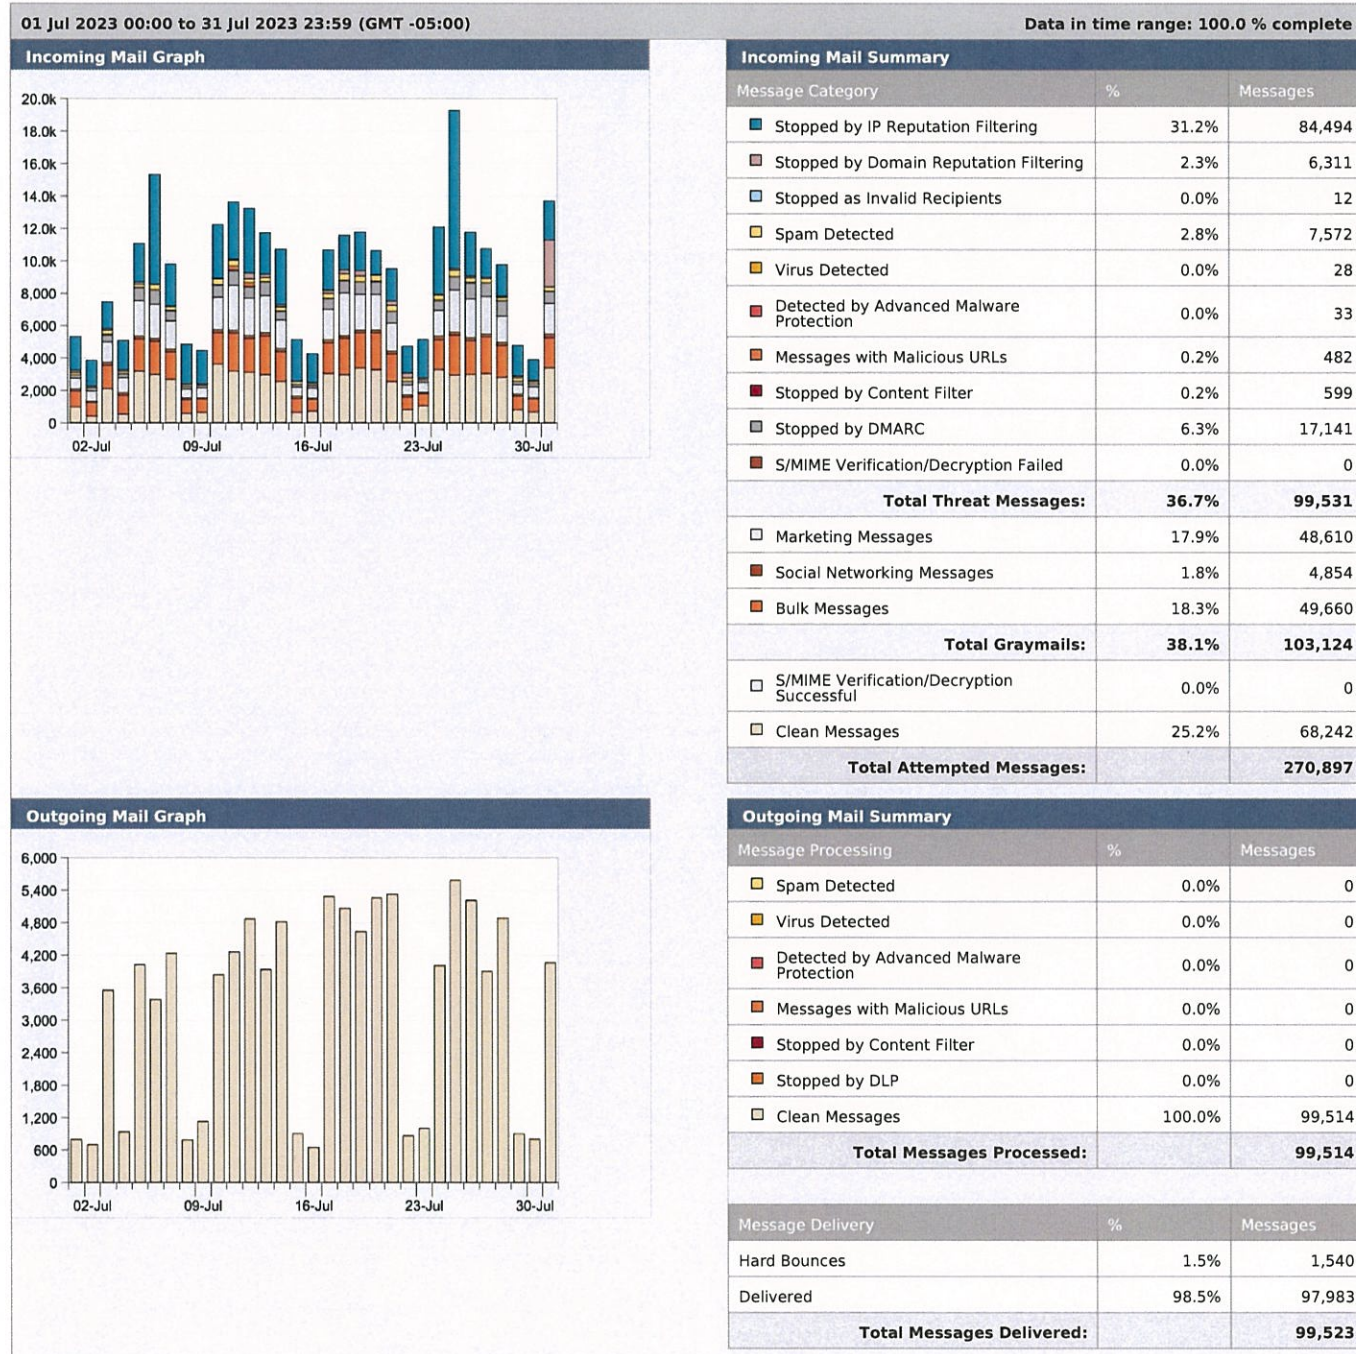 01 Jul 2023 00:00 to 31 Jul 2023 23:59 (GMT -05:00)
Data in time range: 100.0 % complete
Incoming Mail Graph
20.0k
18.0k
16.0k
14.0k
12.0k
10.0k
8,000
6,000
4,000
2,000
0
02-Jul 09-Jul 16-Jul 23-Jul 30-Jul
Incoming Mail Summary
Message Category % Messages
Stopped by IP Reputation Filtering 31.2% 84,494
Stopped by Domain Reputation Filtering 2.3% 6,311
Stopped as Invalid Recipients 0.0% 12
Spam Detected 2.8% 7,572
Virus Detected 0.0% 28
Detected by Advanced Malware
Protection 0.0% 33
Messages with Malicious URLs 0.2% 482
Stopped by Content Filter 0.2% 599
Stopped by DMARC 6.3% 17,141
S/MIME Verification/Decryption Failed 0.0% 0
Total Threat Messages: 36.7% 99,531
Marketing Messages 17.9% 48,610
Social Networking Messages 1.8% 4,854
Bulk Messages 18.3% 49,660
Total Graymails: 38.1% 103,124
S/MIME Verification/Decryption
Successful 0.0% 0
Clean Messages 25.2% 68,242
Total Attempted Messages: 270,897
Outgoing Mail Graph
6,000
5,400
4,800
4,200
3,600
3,000
2,400
1,800
1,200
600
0
02-Jul 09-Jul 16-Jul 23-Jul 30-Jul
Outgoing Mail Summary
Message Processing % Messages
Spam Detected 0.0% 0
Virus Detected 0.0% 0
Detected by Advanced Malware
Protection 0.0% 0
Messages with Malicious URLs 0.0% 0
Stopped by Content Filter 0.0% 0
Stopped by DLP 0.0% 0
Clean Messages 100.0% 99,514
Total Messages Processed: 99,514
Message Delivery % Messages
Hard Bounces 1.5% 1,540
Delivered 98.5% 97,983
Total Messages Delivered: 99,523